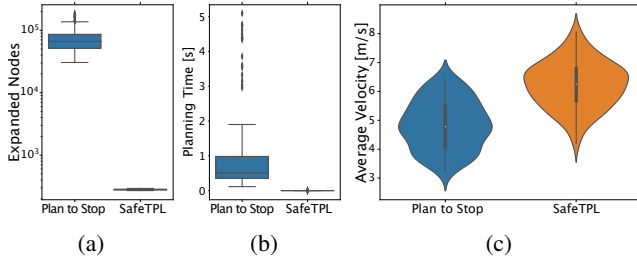 Expanded Nodes
10^5
10^4
10^3
Plan to Stop SafeTPL
(a)
Planning Time [s]
5
4
3
2
1
0
Plan to Stop SafeTPL
(b)
Average Velocity [m/s]
8
7
6
5
4
3
Plan to Stop SafeTPL
(c)